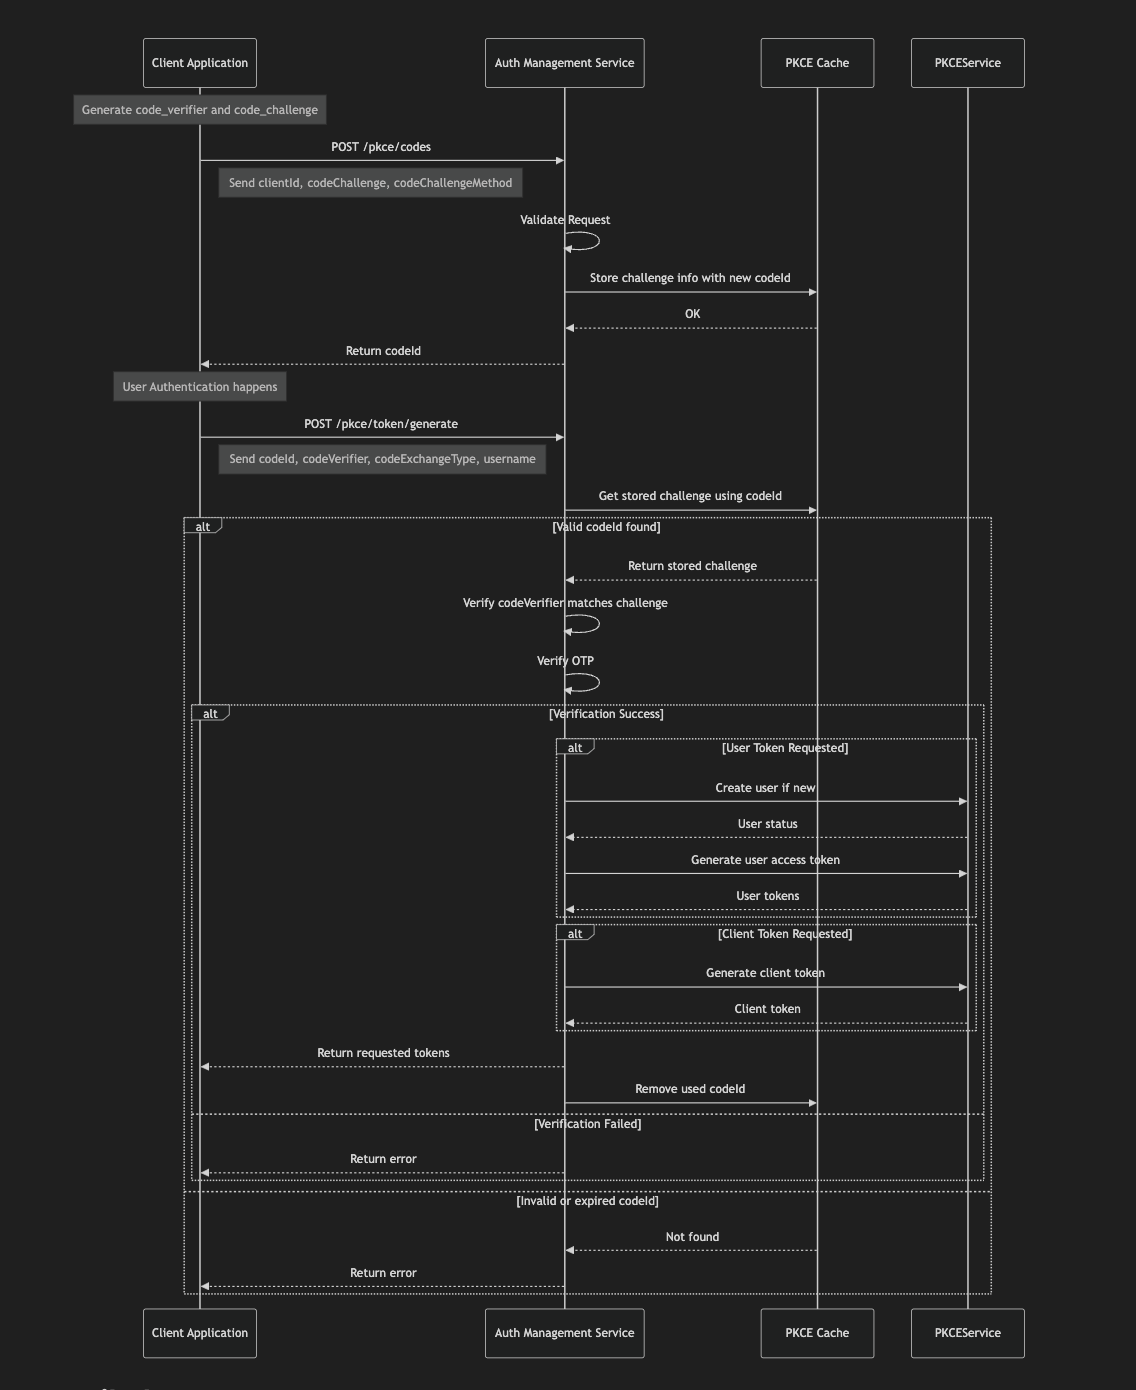 Client Application
Auth Management Service
PKCE Cache
PKCEService
Generate code_verifier and code_challenge
POST /pkce/codes
Send clientId, codeChallenge, codeChallengeMethod
Validate Request
Store challenge info with new codeId
OK
Return codeId
User Authentication happens
POST /pkce/token/generate
Send codeId, codeVerifier, codeExchangeType, username
Get stored challenge using codeId
alt
[Valid codeId found]
Return stored challenge
Verify codeVerifier matches challenge
Verify OTP
alt
[Verification Success]
alt
[User Token Requested]
Create user if new
User status
Generate user access token
User tokens
alt
[Client Token Requested]
Generate client token
Client token
Return requested tokens
Remove used codeId
[Verification Failed]
Return error
[Invalid or expired codeId]
Not found
Return error
Client Application
Auth Management Service
PKCE Cache
PKCEService